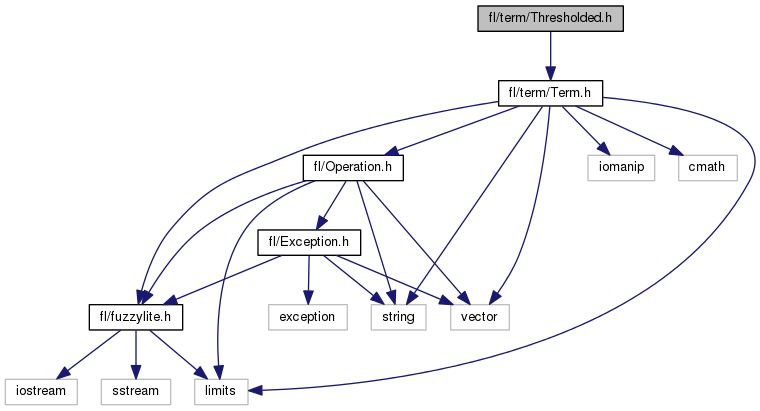 fl/term/Thresholded.h
fl/term/Term.h
fl/Operation.h
iomanip
cmath
fl/Exception.h
fl/fuzzylite.h
exception
string
vector
iostream
sstream
limits